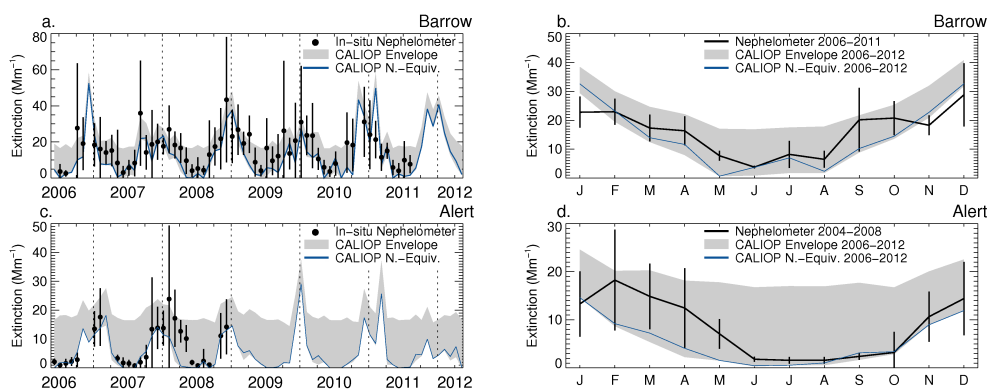 a. Barrow
Extinction (Mm⁻¹)
80
60
40
20
0
In-situ Nephelometer
CALIOP Envelope
CALIOP N.-Equiv.
2006 2007 2008 2009 2010 2011 2012
b. Barrow
Extinction (Mm⁻¹)
50
40
30
20
10
0
Nephelometer 2006-2011
CALIOP Envelope 2006-2012
CALIOP N.-Equiv. 2006-2012
J F M A M J J A S O N D
c. Alert
Extinction (Mm⁻¹)
50
40
30
20
10
0
In-situ Nephelometer
CALIOP Envelope
CALIOP N.-Equiv.
2006 2007 2008 2009 2010 2011 2012
d. Alert
Extinction (Mm⁻¹)
30
20
10
0
Nephelometer 2004-2008
CALIOP Envelope 2006-2012
CALIOP N.-Equiv. 2006-2012
J F M A M J J A S O N D